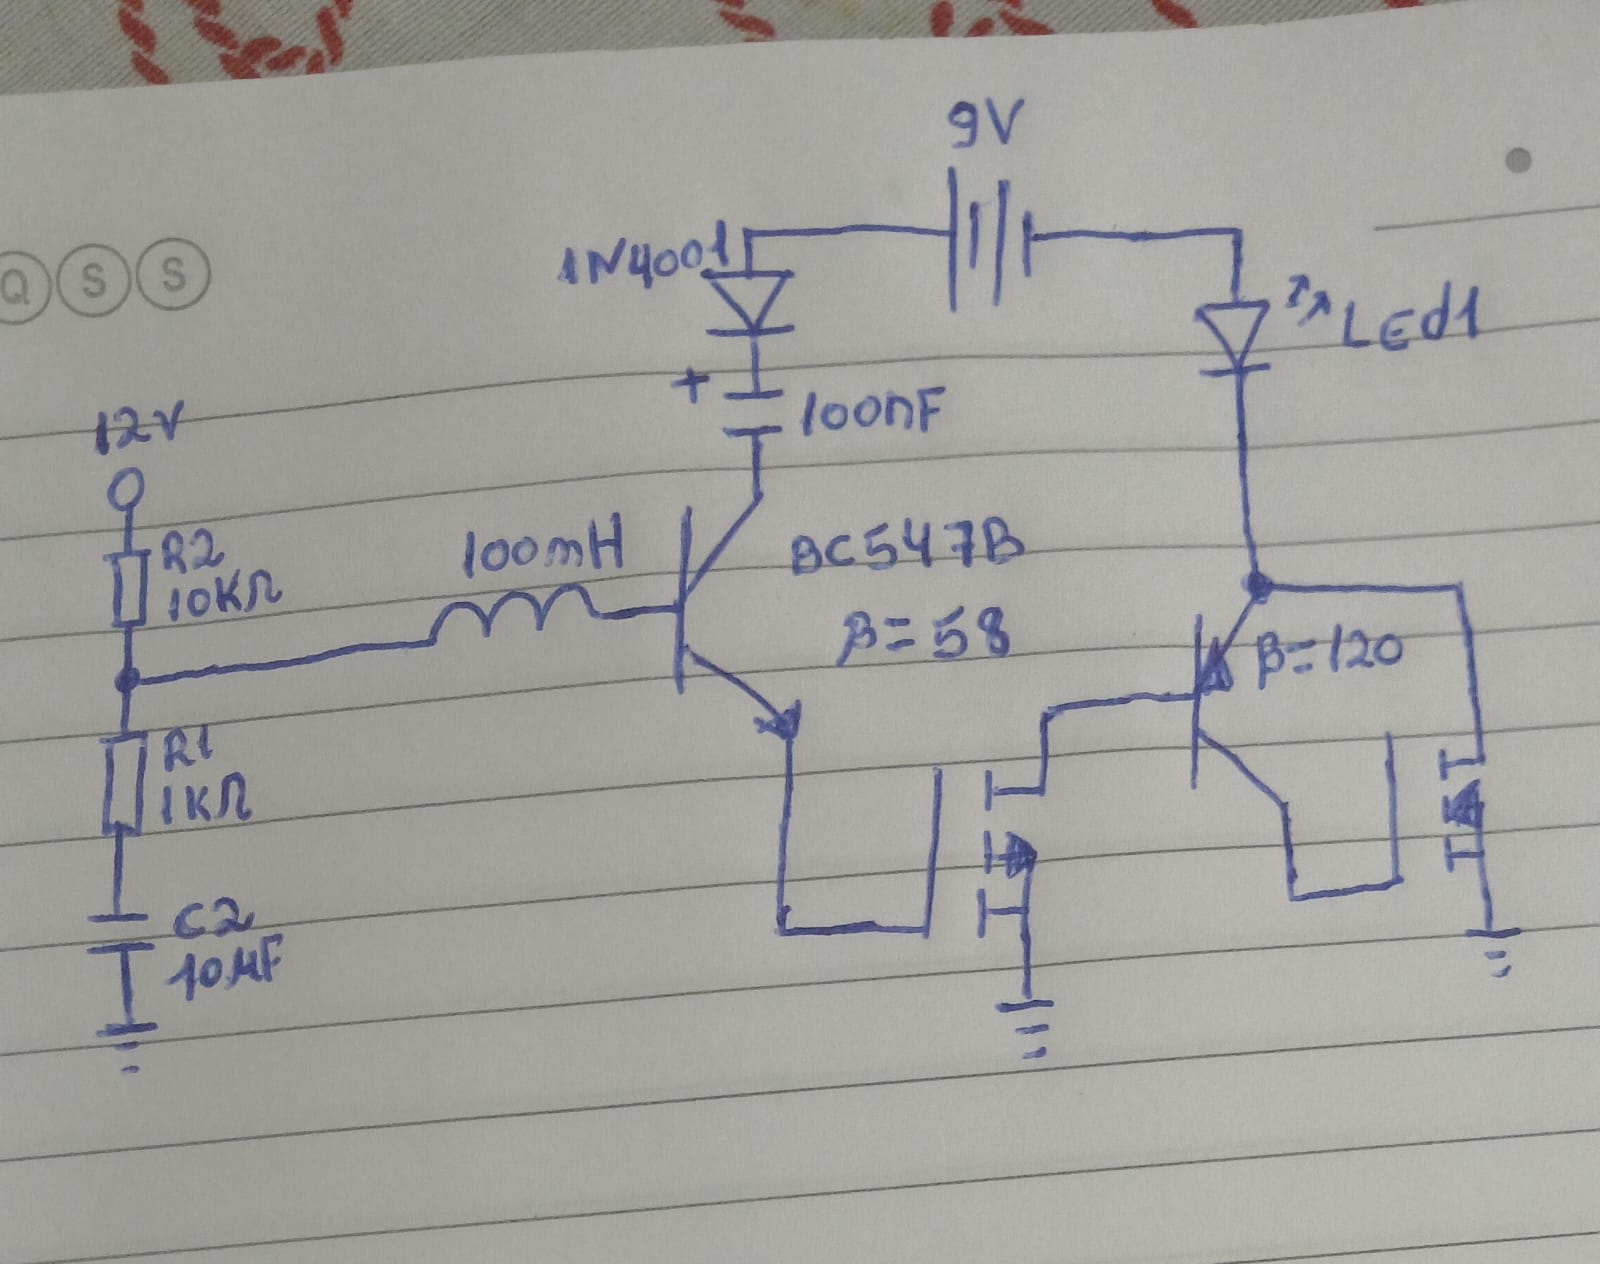 9V
1N4001
LEd1
Q S S
+
100nF
12V
R2
10KΩ
100mH
BC547B
β=58
β=120
R1
1KΩ
C2
10µF